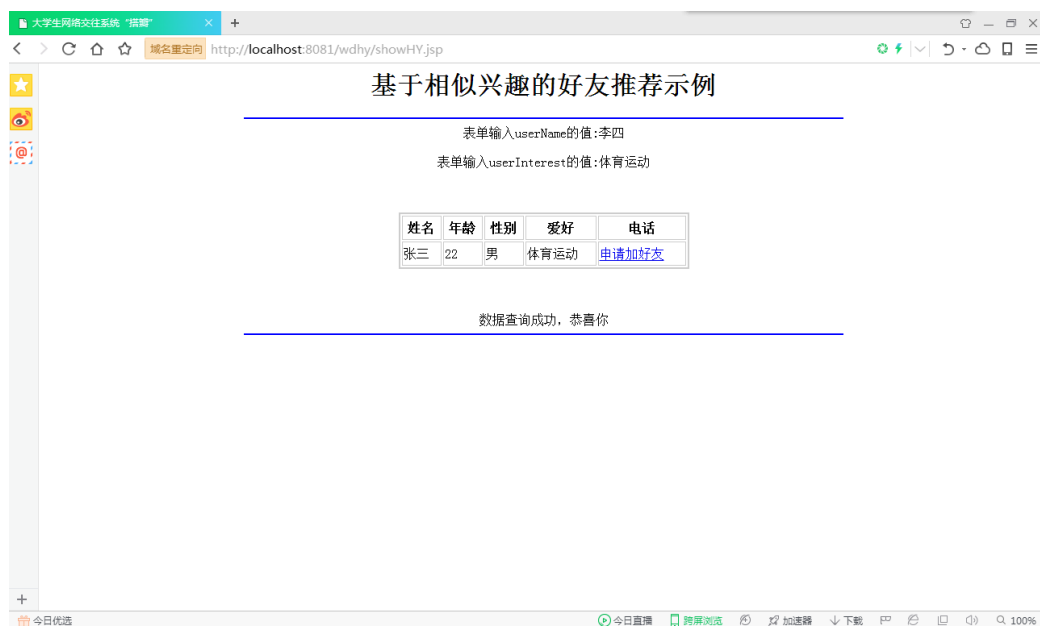 大学生网络交往系统“搭讪”
域名重定向 http://localhost:8081/wdhy/showHY.jsp
基于相似兴趣的好友推荐示例
表单输入userName的值:李四
表单输入userInterest的值:体育运动
姓名 年龄 性别 爱好 电话
张三 22 男 体育运动 申请加好友
数据查询成功，恭喜你
今日优选 今日直播 跨屏浏览 加速器 下载 100%